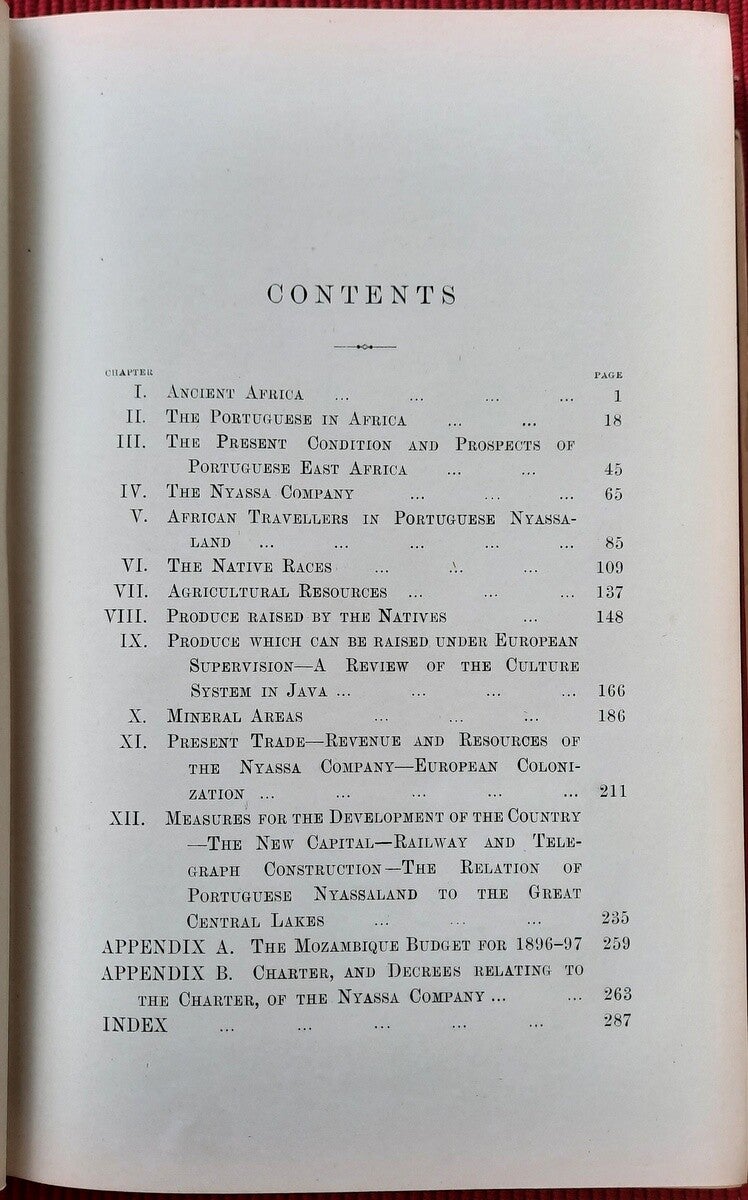 CONTENTS
CHAPTER PAGE
I. Ancient Africa ... ... ... ... 1
II. The Portuguese in Africa ... ... 18
III. The Present Condition and Prospects of
Portuguese East Africa ... ... 45
IV. The Nyassa Company ... ... ... 65
V. African Travellers in Portuguese Nyassa-
land ... ... ... ... ... 85
VI. The Native Races ... ... ... 109
VII. Agricultural Resources ... ... ... 137
VIII. Produce raised by the Natives ... 148
IX. Produce which can be raised under European
Supervision—A Review of the Culture
System in Java ... ... ... ... 166
X. Mineral Areas ... ... ... 186
XI. Present Trade—Revenue and Resources of
the Nyassa Company—European Coloni-
zation ... ... ... ... ... 211
XII. Measures for the Development of the Country
—The New Capital—Railway and Tele-
graph Construction—The Relation of
Portuguese Nyassaland to the Great
Central Lakes ... ... ... 235
APPENDIX A. The Mozambique Budget for 1896–97 259
APPENDIX B. Charter, and Decrees relating to
the Charter, of the Nyassa Company ... ... 263
INDEX ... ... ... ... ... 287